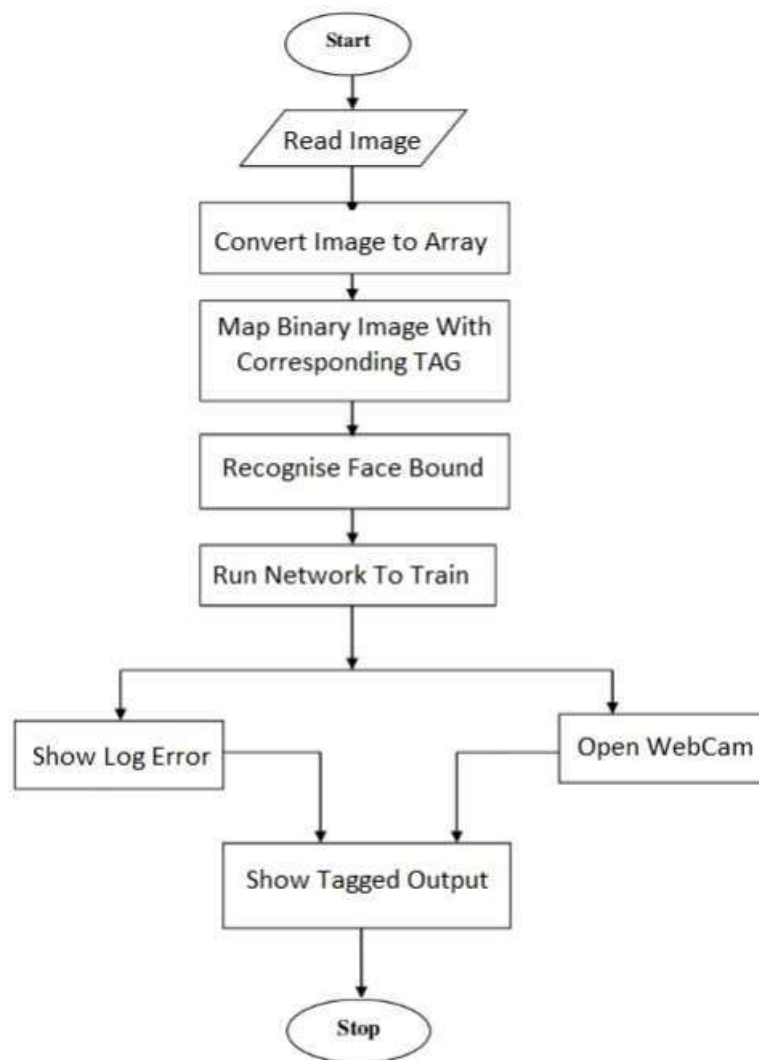 Start
Read Image
Convert Image to Array
Map Binary Image With
Corresponding TAG
Recognise Face Bound
Run Network To Train
Show Log Error
Open WebCam
Show Tagged Output
Stop